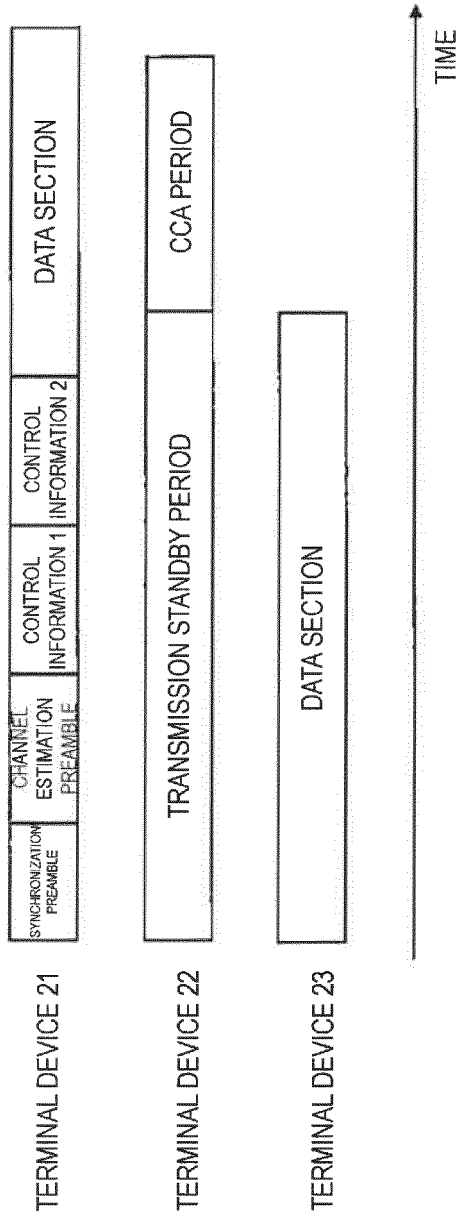 TERMINAL DEVICE 21
SYNCHRONIZATION
PREAMBLE
CHANNEL
ESTIMATION
PREAMBLE
CONTROL
INFORMATION 1
CONTROL
INFORMATION 2
DATA SECTION
TERMINAL DEVICE 22
TRANSMISSION STANDBY PERIOD
CCA PERIOD
TERMINAL DEVICE 23
DATA SECTION
TIME